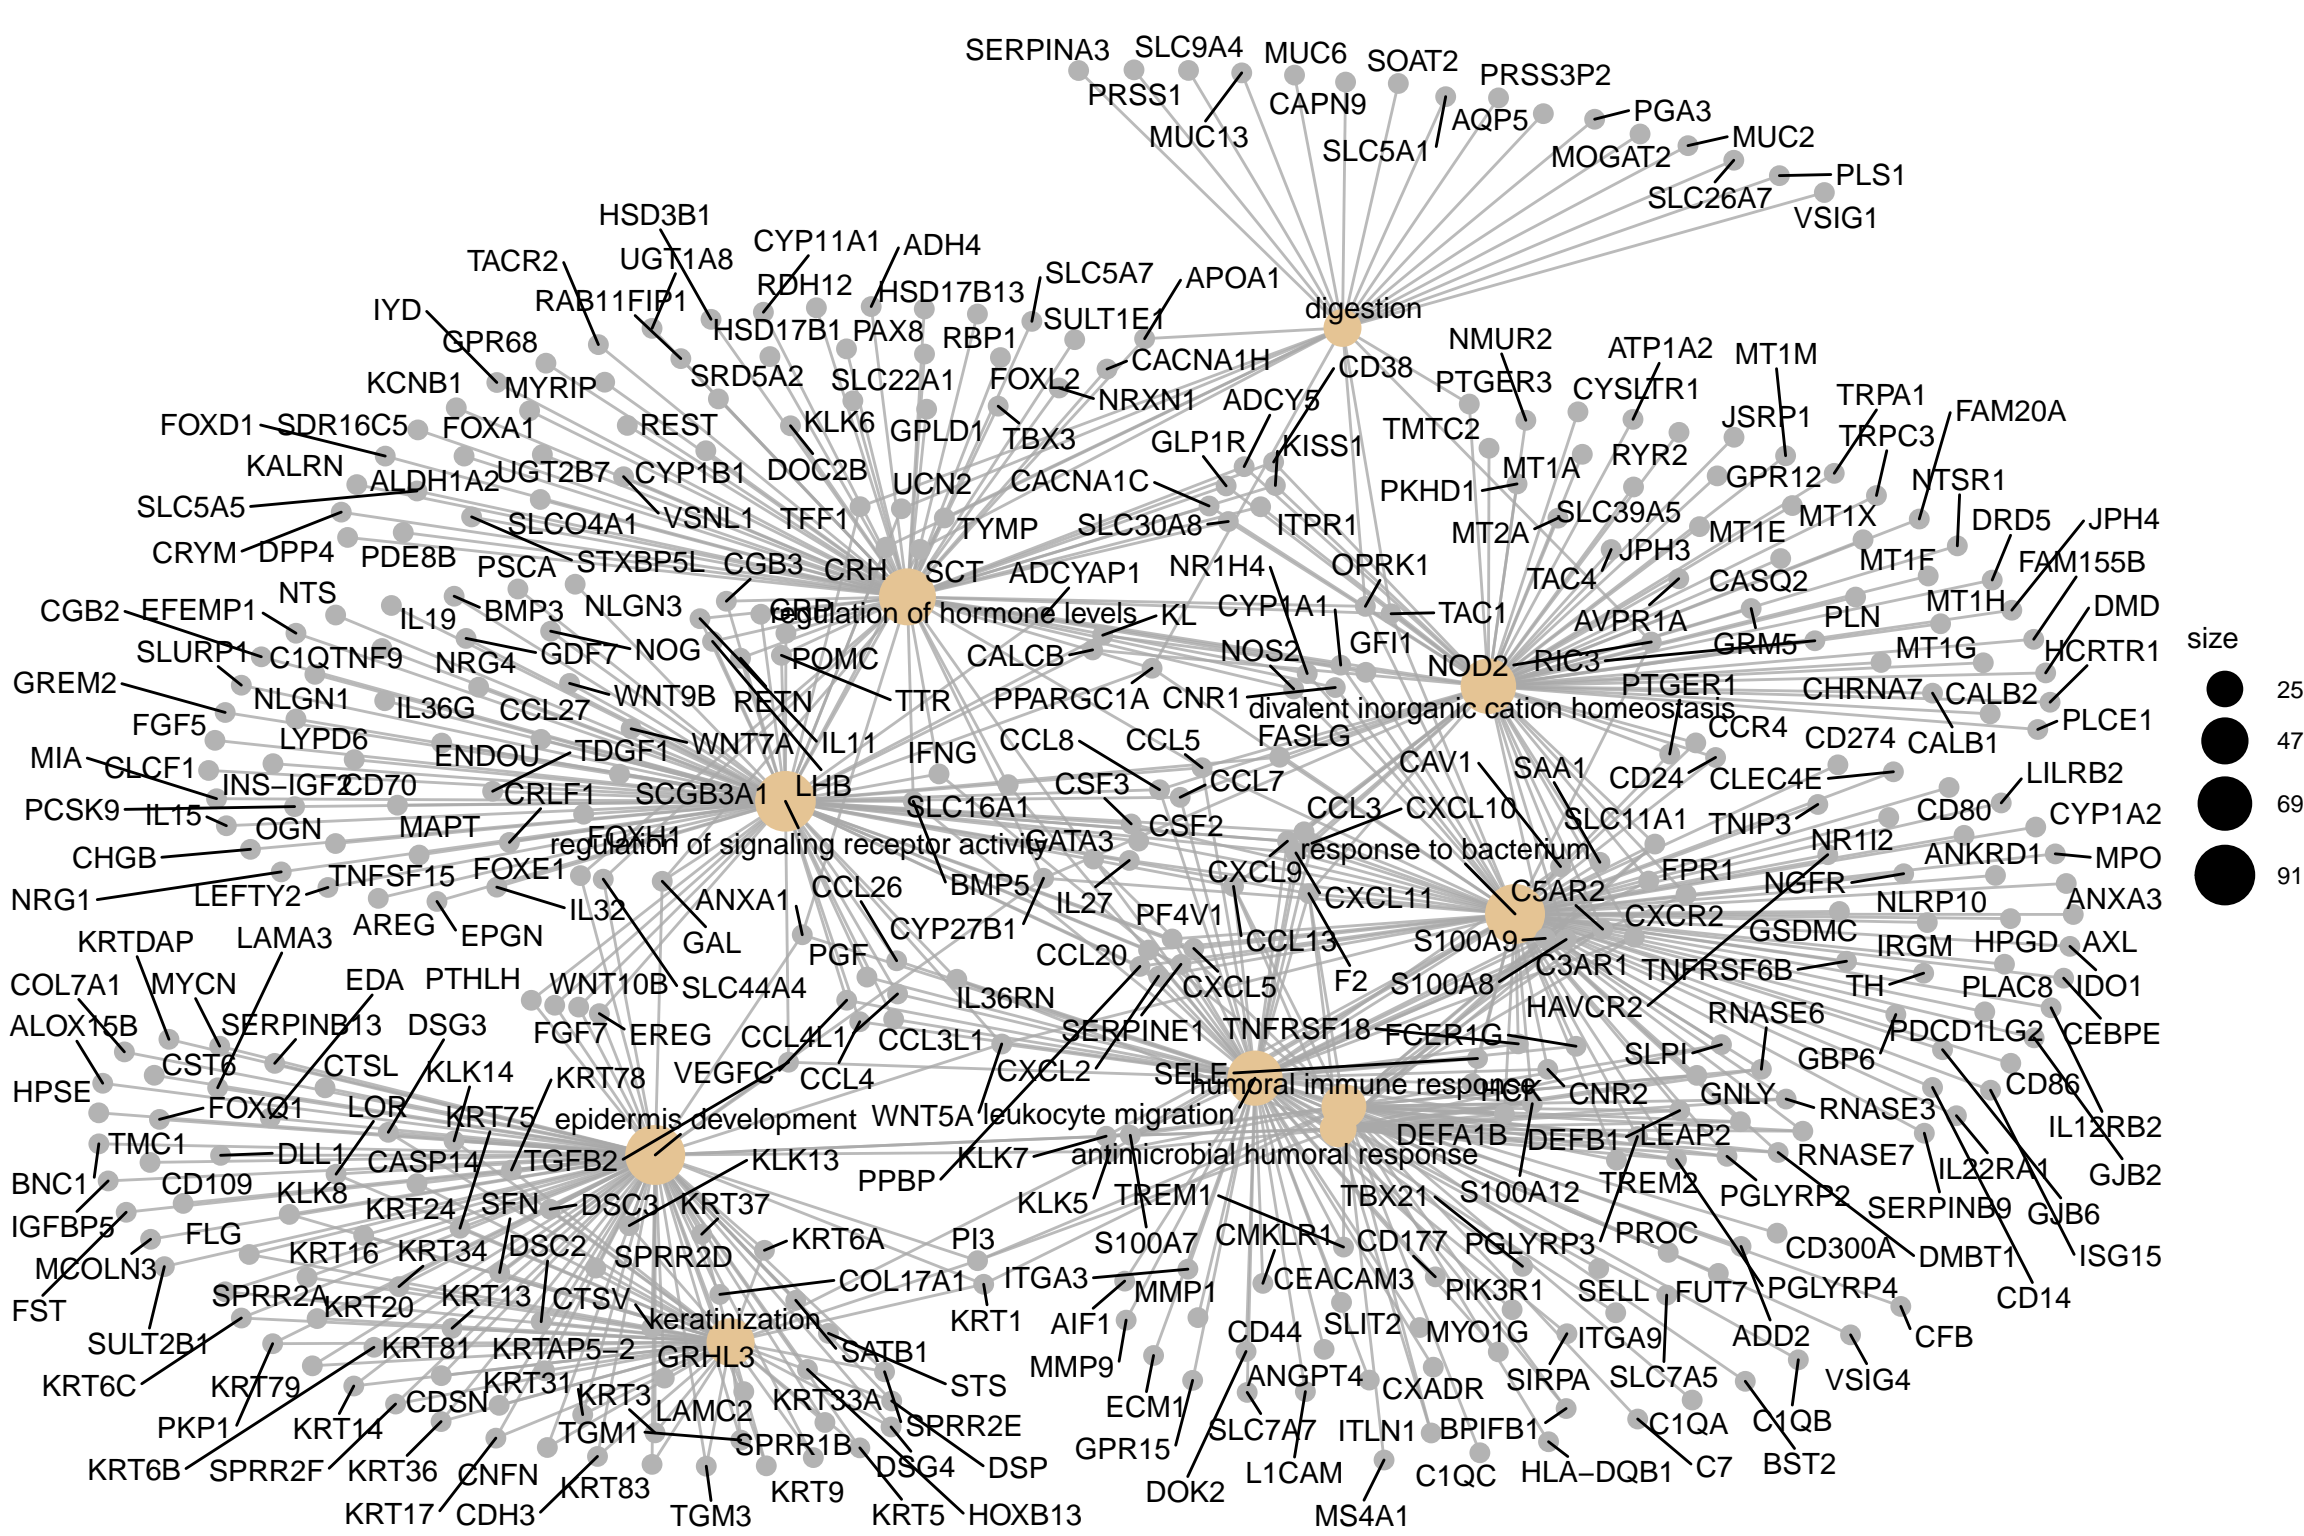 SERPINA3 SLC9A4 MUC6 SOAT2 PRSS3P2
PRSS1 CAPN9 AQP5 PGA3
MUC13 SLC5A1 MOGAT2 MUC2
SLC26A7 PLS1
VSIG1
HSD3B1
TACR2 UGT1A8 CYP11A1 ADH4
IYD RAB11FIP1 RDH12 HSD17B13 SLC5A7 APOA1
digestion
GPR68 HSD17B1 PAX8 RBP1 SULT1E1
NMUR2 ATP1A2 MT1M
KCNB1 MYRIP SRD5A2 SLC22A1 FOXL2 CACNA1H CD38
PTGER3 CYSLTR1 TRPA1
NRXN1 ADCY5
FOXD1 SDR16C5 FOXA1 REST KLK6 GPLD1 TBX3 GLP1R KISS1 TMTC2 JSRP1 TRPC3 FAM20A
KALRN ALDH1A2 UGT2B7 CYP1B1 DOC2B UCN2 CACNA1C PKHD1 MT1A RYR2 GPR12 NTSR1
SLC5A5 SLCO4A1 VSNL1 TFF1 TYMP SLC30A8 ITPR1 MT2A SLC39A5 MT1E MT1X DRD5 JPH4
CRYM DPP4 PDE8B STXBP5L CGB3 CRH SCT ADCYAP1 NR1H4 OPRK1 TAC4 JPH3 CASQ2 MT1F FAM155B
PSCA
NTS CGB2 EFEMP1 IL19 BMP3 NLGN3 GRP
regulation of hormone levels
KL CYP1A1 TAC1 AVPR1A PLN MT1H DMD
SLURP1 C1QTNF9 NRG4 GDF7 NOG POMC CALCB NOS2 GFI1 NOD2 RIC3 GRM5 MT1G HCRTR1
GREM2 NLGN1 IL36G CCL27 WNT9B RETN TTR PPARGC1A CNR1 PTGER1 CHRNA7 CALB2
divalent inorganic cation homeostasis
FGF5 LYPD6 ENDOU TDGF1 WNT7A IL11 IFNG CCL8 CCL5 FASLG CCR4 CD274 CALB1 PLCE1
MIA CLCF1 INS−IGF2 CD70 CRLF1 SCGB3A1 LHB CSF3 CCL7 CAV1 SAA1 CD24 CLEC4E LILRB2
PCSK9 IL15 OGN MAPT FOXH1 SLC16A1 CSF2 CCL3 CXCL10 SLC11A1 TNIP3 CD80 CYP1A2
regulation of signaling receptor activity
GATA3
response to bacterium
CHGB NR1I2 ANKRD1 MPO
NRG1 LEFTY2 TNFSF15 FOXE1 ANXA1 CCL26 BMP5 IL27 CXCL9 CXCL11 C5AR2 FPR1 NGFR ANXA3
AREG EPGN IL32 GAL PGF CYP27B1 PF4V1 CXCR2 NLRP10
KRTDAP LAMA3 CCL20 CCL13 S100A9 GSDMC IRGM HPGD AXL
COL7A1 MYCN EDA PTHLH WNT10B SLC44A4 IL36RN CXCL5 F2 S100A8 C3AR1 TNFRSF6B TH PLAC8 IDO1
ALOX15B SERPINB13 DSG3 FGF7 EREG CCL4L1 CCL3L1 SERPINE1 TNFRSF18 FCER1G HAVCR2 RNASE6 PDCD1LG2 CEBPE
HPSE CST6 CTSL KLK14 KRT78 VEGFC CCL4 CXCL2 SELE SLPI GBP6 CD86
humoral immune response
HCK CNR2 GNLY
FOXQ1 LOR KRT75
epidermis development
WNT5A
leukocyte migration
RNASE3 IL12RB2
TMC1 DLL1 CASP14 TGFB2 KLK13 PPBP KLK7
antimicrobial humoral response
DEFA1B DEFB1 LEAP2 RNASE7 IL22RA1 GJB2
BNC1 CD109 KLK8 KRT24 SFN DSC3 KRT37 KLK5 TREM1 TBX21 S100A12 TREM2 PGLYRP2 SERPINB9 GJB6
IGFBP5 FLG KRT16 KRT34 DSC2 SPRR2D KRT6A PI3 S100A7 CMKLR1 CD177 PGLYRP3 PROC CD300A DMBT1 ISG15
MCOLN3 SPRR2A KRT20 KRT13 CTSV COL17A1 ITGA3 MMP1 CEACAM3 PIK3R1 SELL FUT7 PGLYRP4 CD14
FST
keratinization
KRT1 AIF1
SULT2B1 KRT81 KRTAP5−2 GRHL3 SATB1 MMP9 CD44 SLIT2 MYO1G ITGA9 ADD2 CFB
KRT6C KRT79 CDSN KRT31 KRT3 LAMC2 KRT33A STS ECM1 ANGPT4 CXADR SIRPA SLC7A5 VSIG4
PKP1 KRT14 TGM1 SPRR1B SPRR2E GPR15 SLC7A7 ITLN1 BPIFB1 C1QA C1QB
KRT6B SPRR2F KRT36 CNFN KRT83 KRT9 DSG4 DSP DOK2 L1CAM C1QC HLA−DQB1 C7 BST2
KRT17 CDH3 TGM3 KRT5 HOXB13 MS4A1
size
25
47
69
91